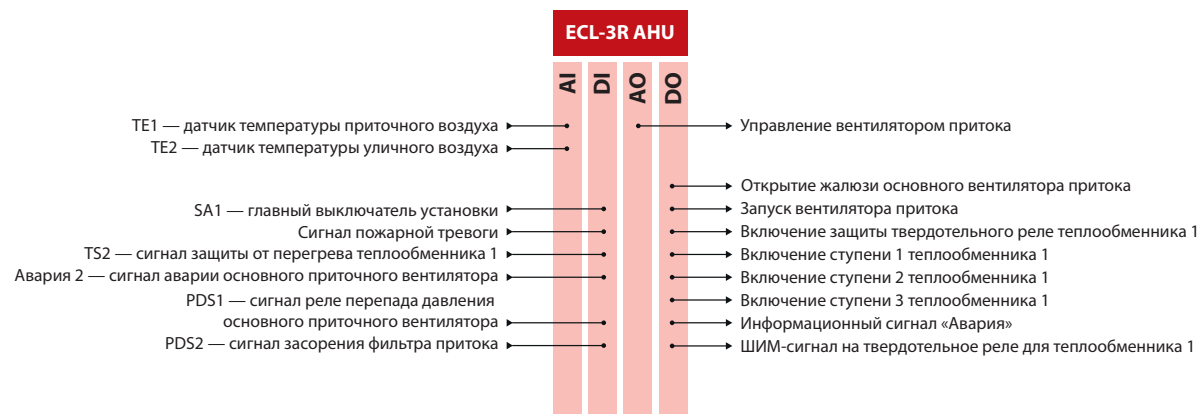 ECL-3R AHU
AI DI AO DO
TE1 — датчик температуры приточного воздуха
TE2 — датчик температуры уличного воздуха
SA1 — главный выключатель установки
Сигнал пожарной тревоги
TS2 — сигнал защиты от перегрева теплообменника 1
Авария 2 — сигнал аварии основного приточного вентилятора
PDS1 — сигнал реле перепада давления
основного приточного вентилятора
PDS2 — сигнал засорения фильтра притока
Управление вентилятором притока
Открытие жалюзи основного вентилятора притока
Запуск вентилятора притока
Включение защиты твердотельного реле теплообменника 1
Включение ступени 1 теплообменника 1
Включение ступени 2 теплообменника 1
Включение ступени 3 теплообменника 1
Информационный сигнал «Авария»
ШИМ-сигнал на твердотельное реле для теплообменника 1